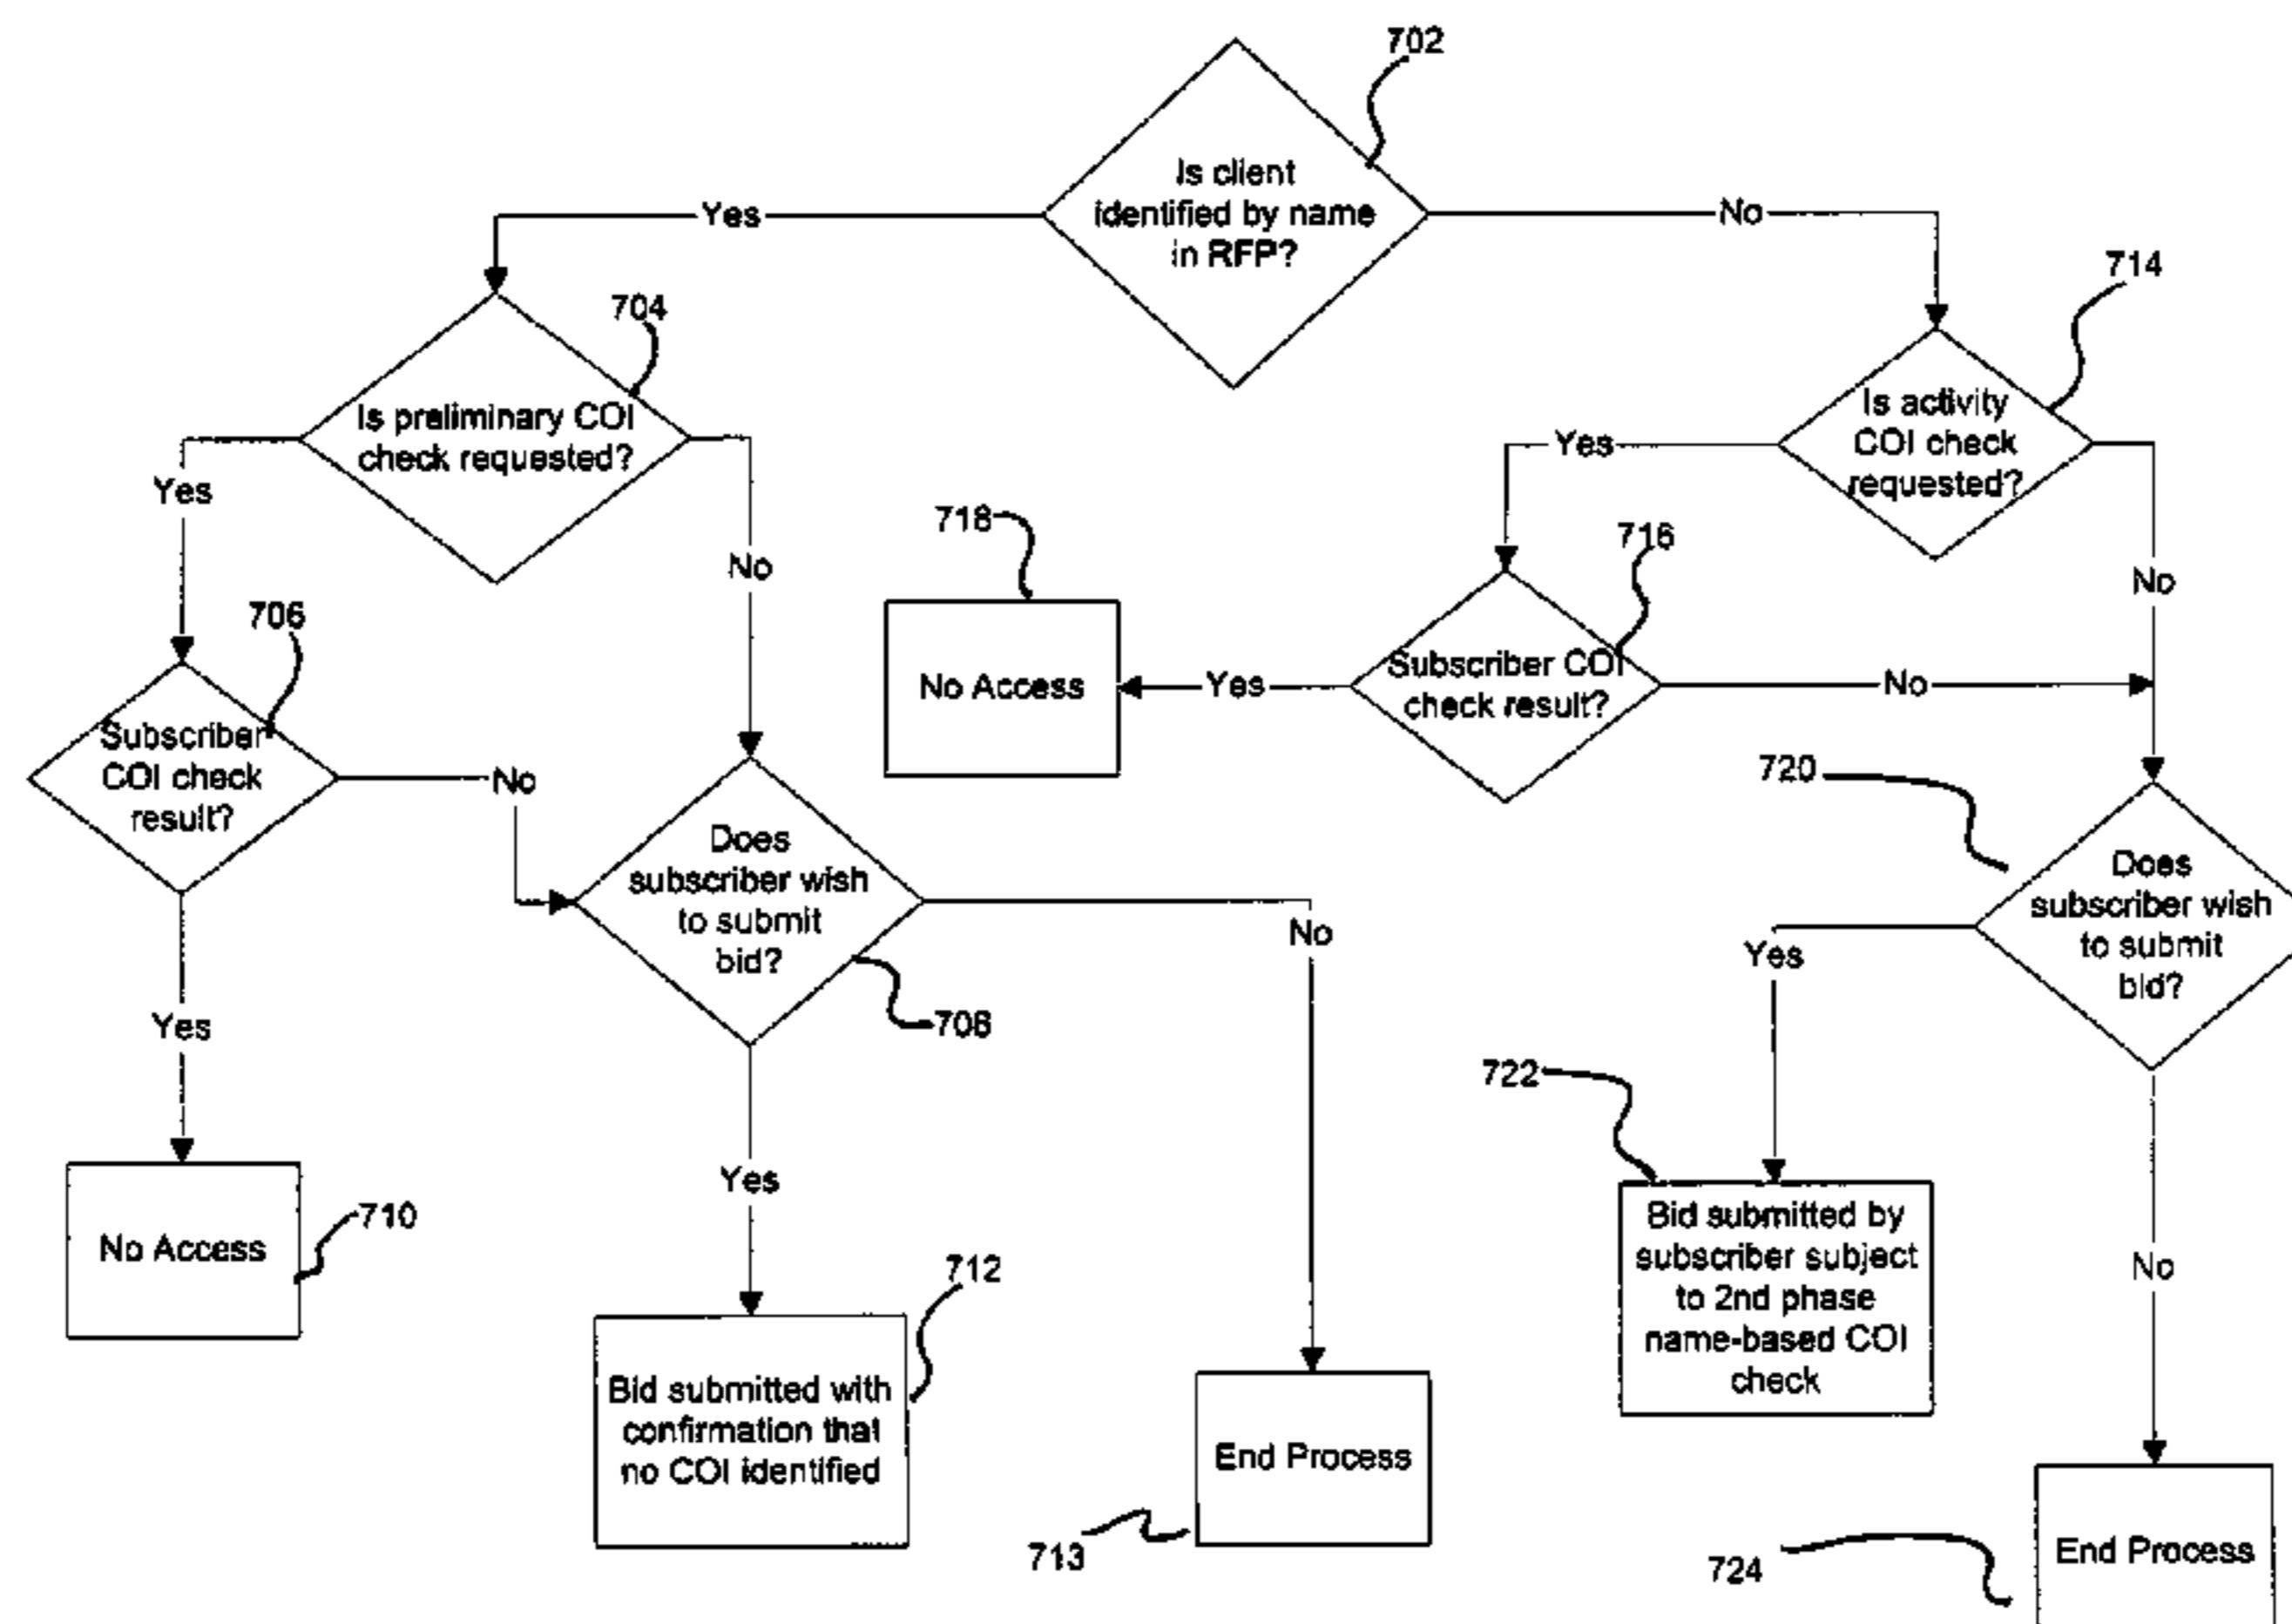 702
Is client
identified by name
in RFP?
Yes
No
714
704
Is preliminary COI
check requested?
Is activity
COI check
requested?
Yes
Yes
No
718
716
No
No
706
Subscriber COI
check result?
No Access
Yes
No
Subscriber
COI check
result?
No
720
Does
subscriber wish
to submit
bid?
Does
subscriber wish
to submit
bid?
No
Yes
708
Yes
722
Yes
Bid submitted by
subscriber subject
to 2nd phase
name-based COI
check
710
No Access
712
No
Bid submitted with
confirmation that
no COI identified
End Process
713
End Process
724